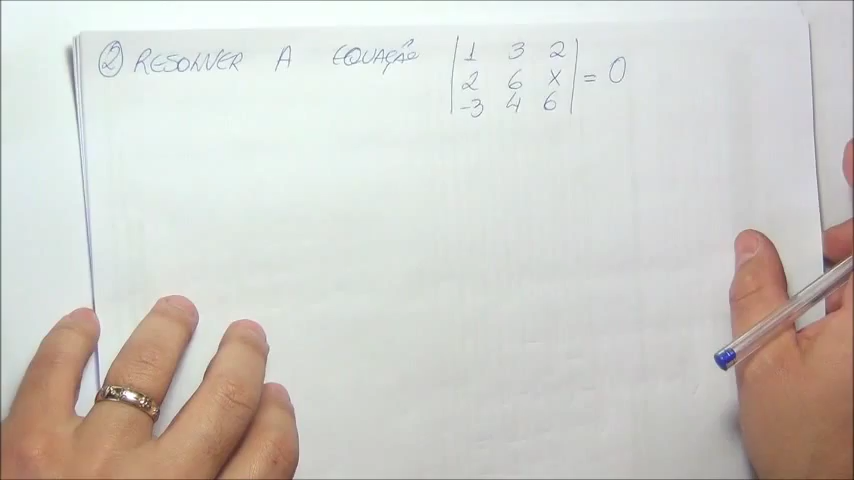 ② RESOLVER A EQUAÇÃO | 1 3 2 |
| 2 6 X | = 0
| -3 4 6 |